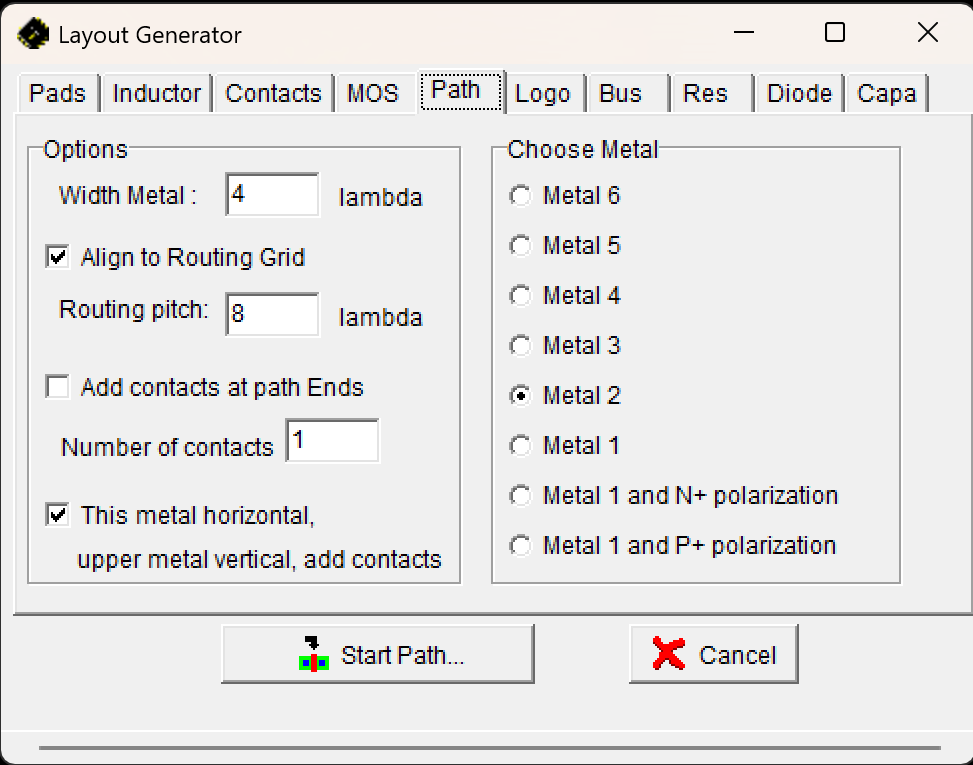 Layout Generator
Pads Inductor Contacts MOS Path Logo Bus Res Diode Capa
Options
Width Metal : 4 lambda
Align to Routing Grid
Routing pitch: 8 lambda
Add contacts at path Ends
Number of contacts 1
This metal horizontal,
upper metal vertical, add contacts
Choose Metal
Metal 6
Metal 5
Metal 4
Metal 3
Metal 2
Metal 1
Metal 1 and N+ polarization
Metal 1 and P+ polarization
Start Path...
Cancel